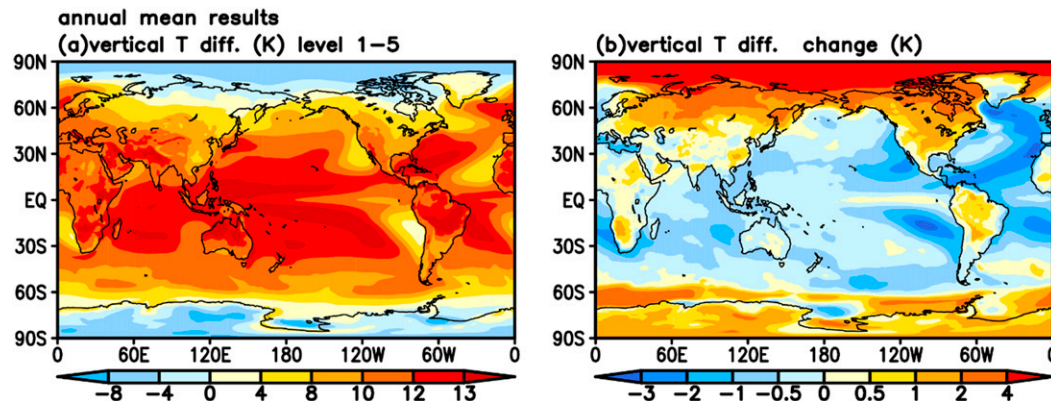 annual mean results
(a)vertical T diff. (K) level 1−5
(b)vertical T diff. change (K)
90N
60N
30N
EQ
30S
60S
90S
0 60E 120E 180 120W 60W 0
−8 −4 0 4 8 10 12 13
90N
60N
30N
EQ
30S
60S
90S
0 60E 120E 180 120W 60W 0
−3 −2 −1 −0.5 0 0.5 1 2 4